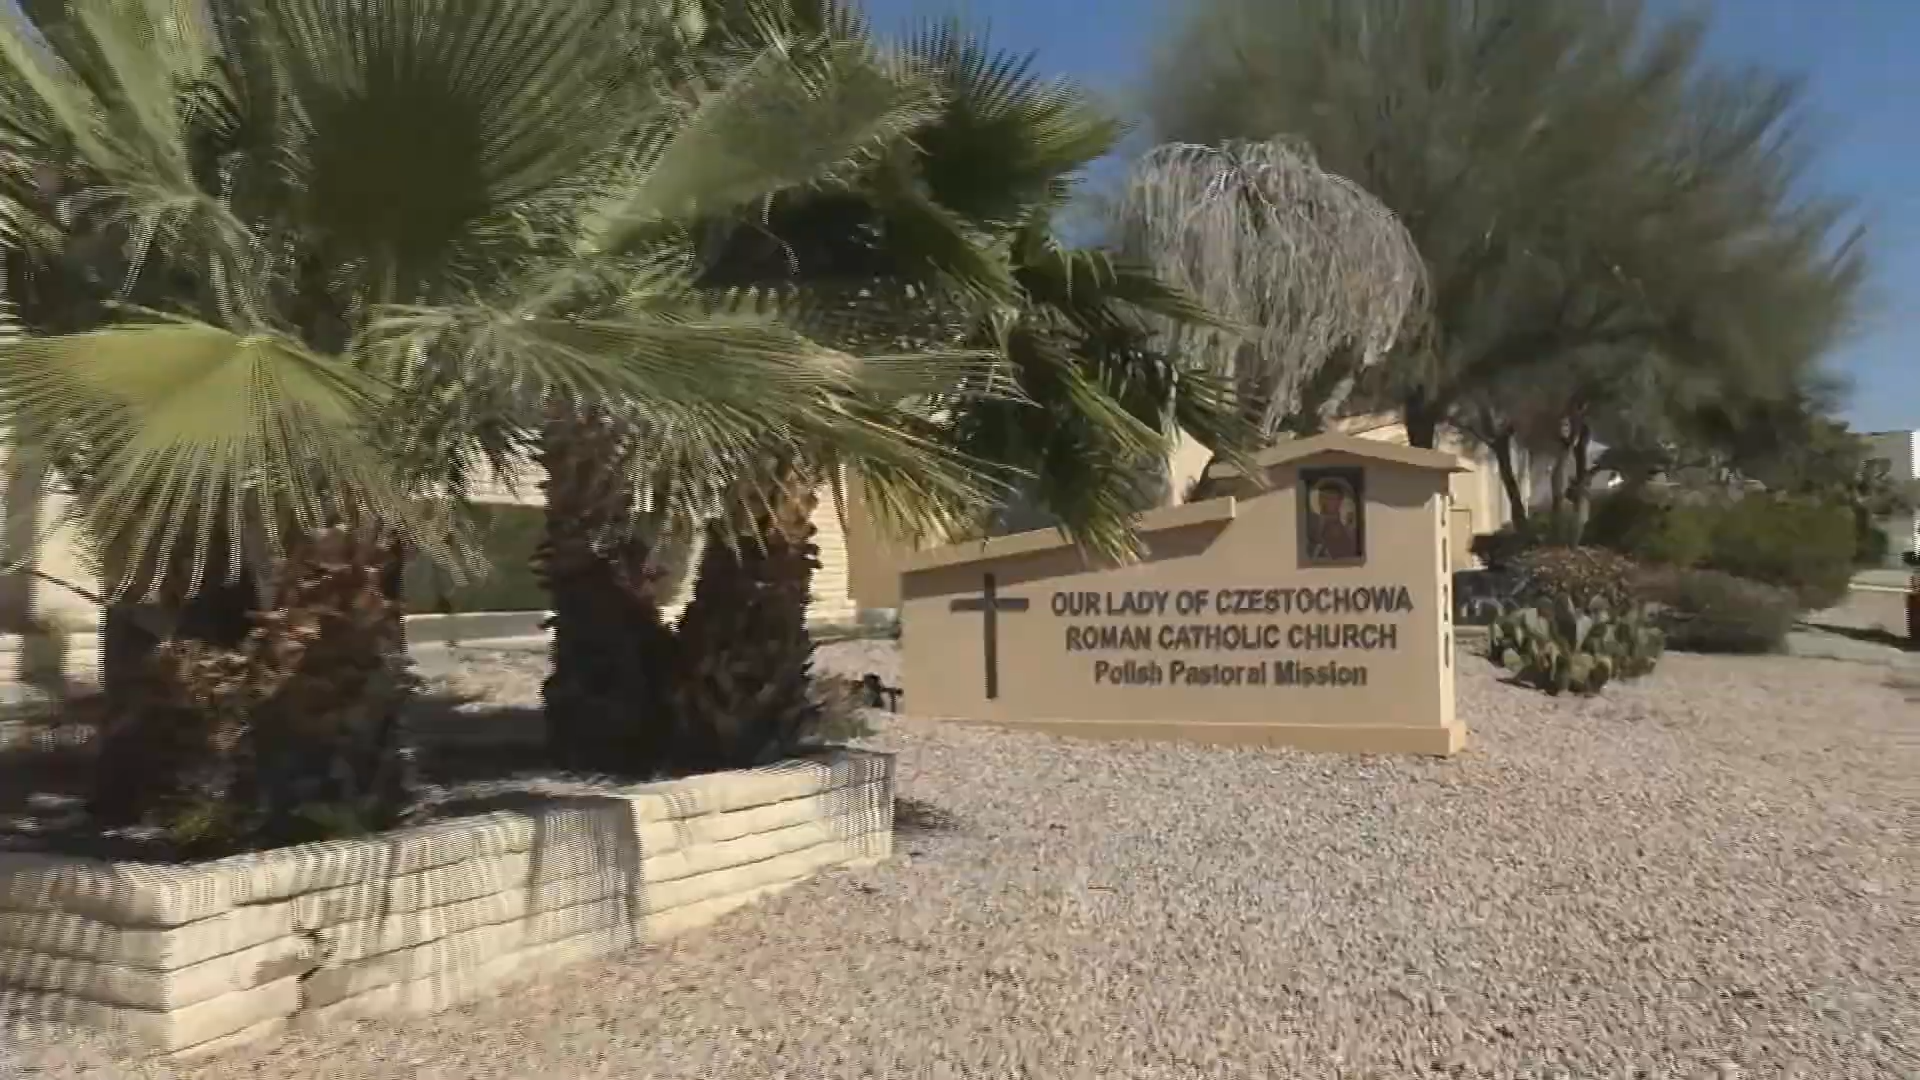 OUR LADY OF CZESTOCHOWA
ROMAN CATHOLIC CHURCH
Polish Pastoral Mission